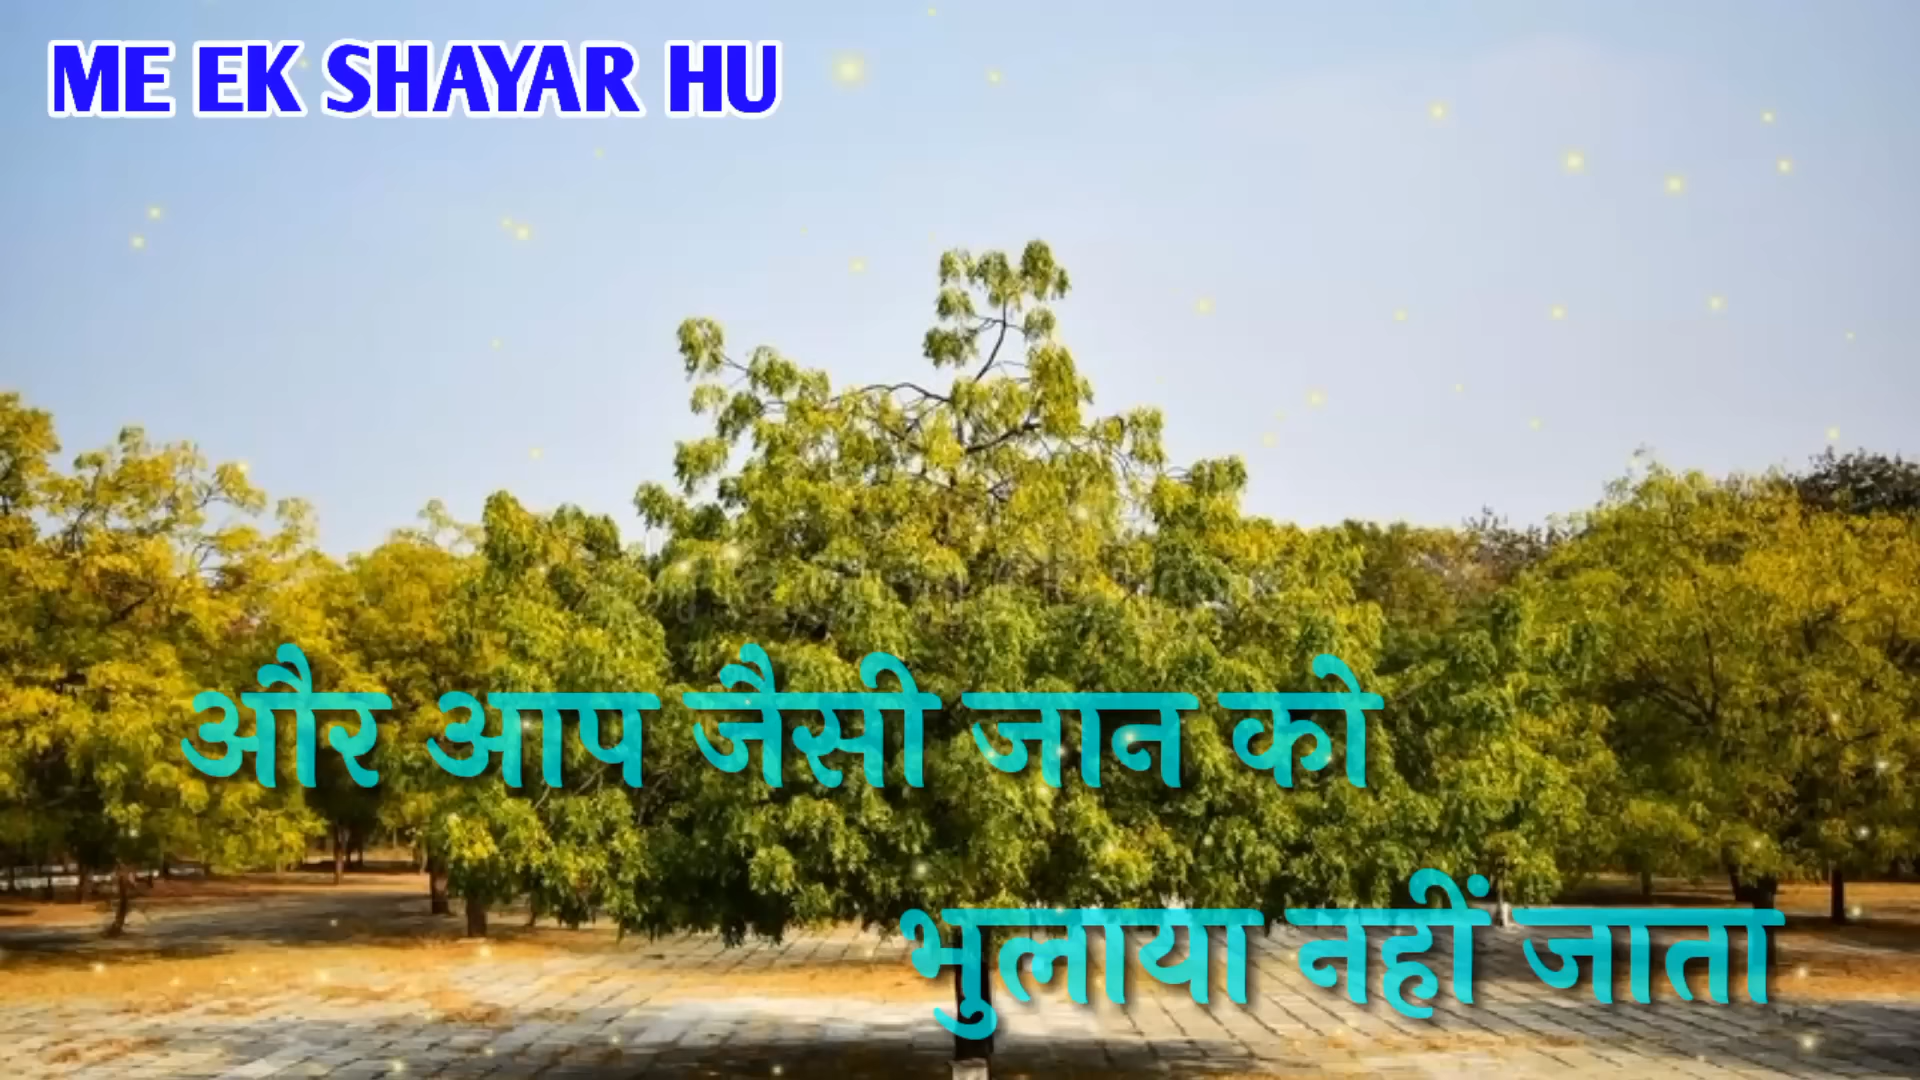 ME EK SHAYAR HU
और आप जैसी जान को
भुलाया नहीं जाता